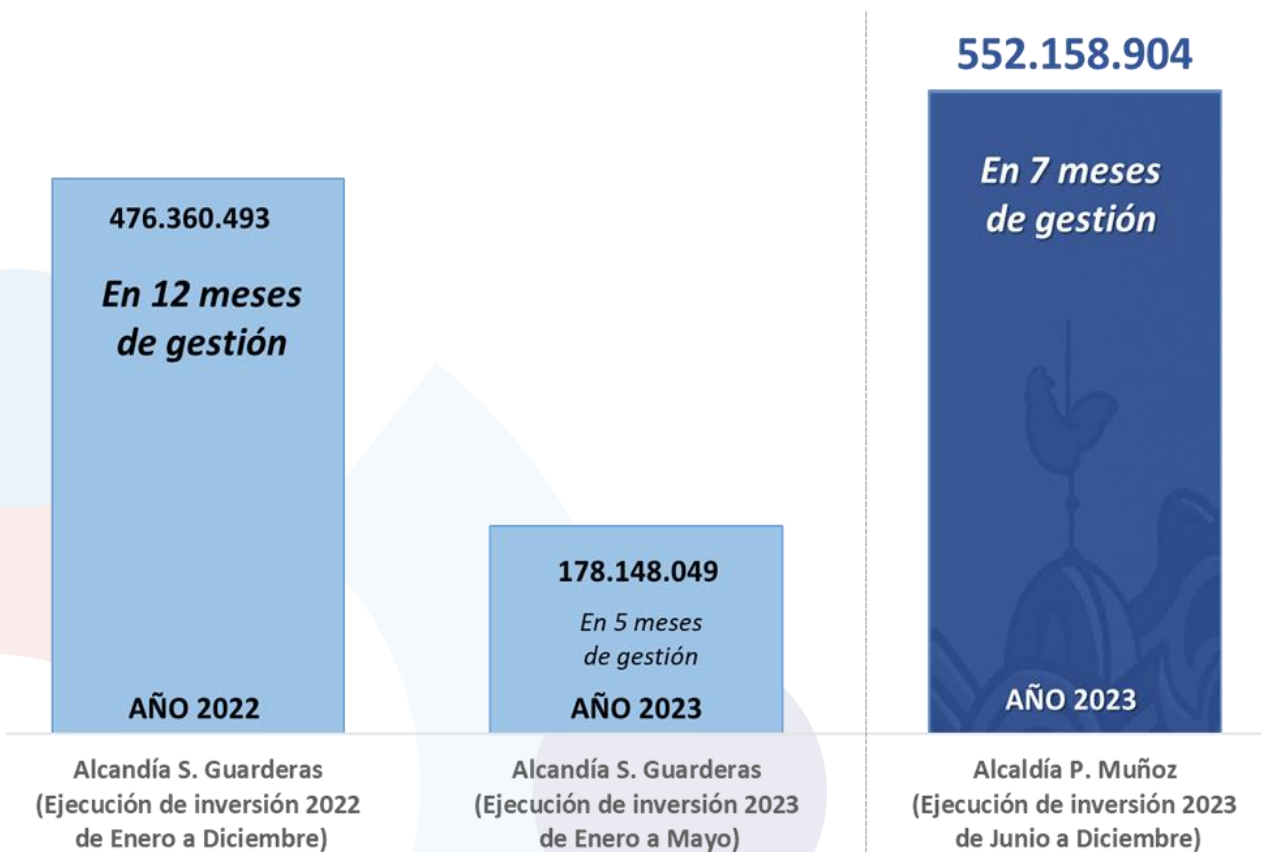 476.360.493
En 12 meses
de gestión
AÑO 2022
Alcandía S. Guarderas
(Ejecución de inversión 2022
de Enero a Diciembre)
178.148.049
En 5 meses
de gestión
AÑO 2023
Alcandía S. Guarderas
(Ejecución de inversión 2023
de Enero a Mayo)
552.158.904
En 7 meses
de gestión
AÑO 2023
Alcaldía P. Muñoz
(Ejecución de inversión 2023
de Junio a Diciembre)